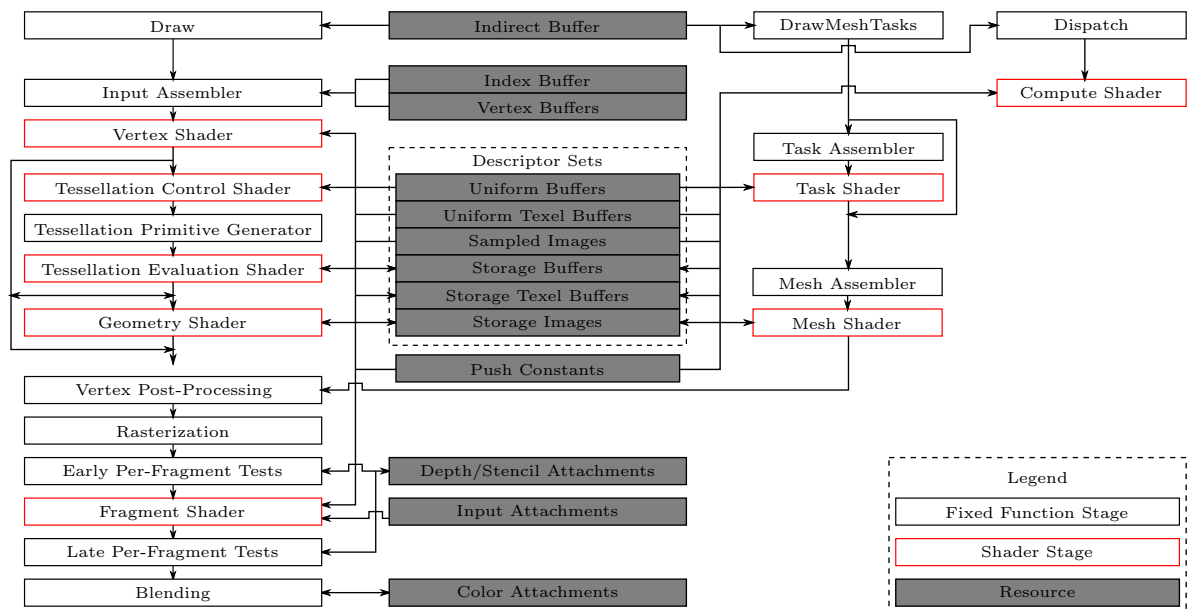 Draw
Indirect Buffer
DrawMeshTasks
Dispatch
Input Assembler
Index Buffer
Vertex Buffers
Compute Shader
Vertex Shader
Task Assembler
Descriptor Sets
Tessellation Control Shader
Uniform Buffers
Task Shader
Tessellation Primitive Generator
Uniform Texel Buffers
Sampled Images
Tessellation Evaluation Shader
Storage Buffers
Mesh Assembler
Storage Texel Buffers
Geometry Shader
Storage Images
Mesh Shader
Push Constants
Vertex Post-Processing
Rasterization
Early Per-Fragment Tests
Depth/Stencil Attachments
Fragment Shader
Input Attachments
Late Per-Fragment Tests
Blending
Color Attachments
Legend
Fixed Function Stage
Shader Stage
Resource